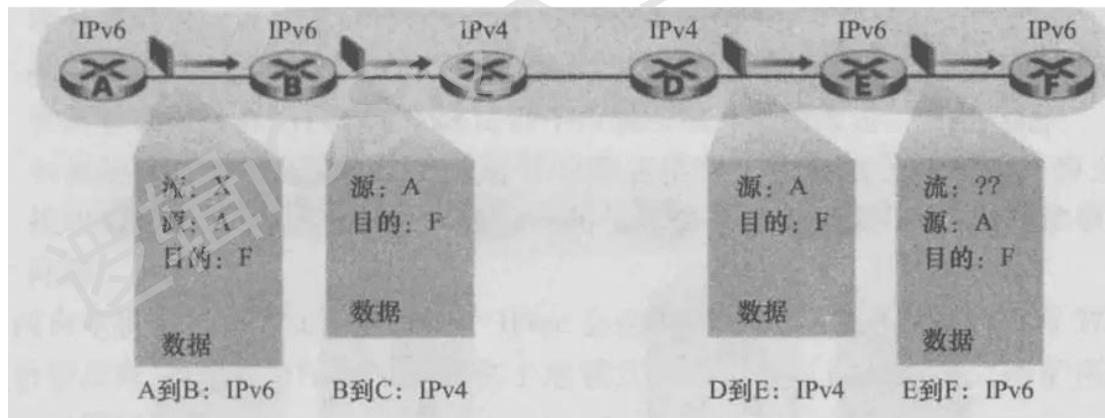 IPv6
IPv6
IPv4
IPv4
IPv6
IPv6
A
B
C
D
E
F
流: X
源: A
目的: F
数据
源: A
目的: F
数据
源: A
目的: F
数据
流: ??
源: A
目的: F
数据
A到B: IPv6
B到C: IPv4
D到E: IPv4
E到F: IPv6
逻辑